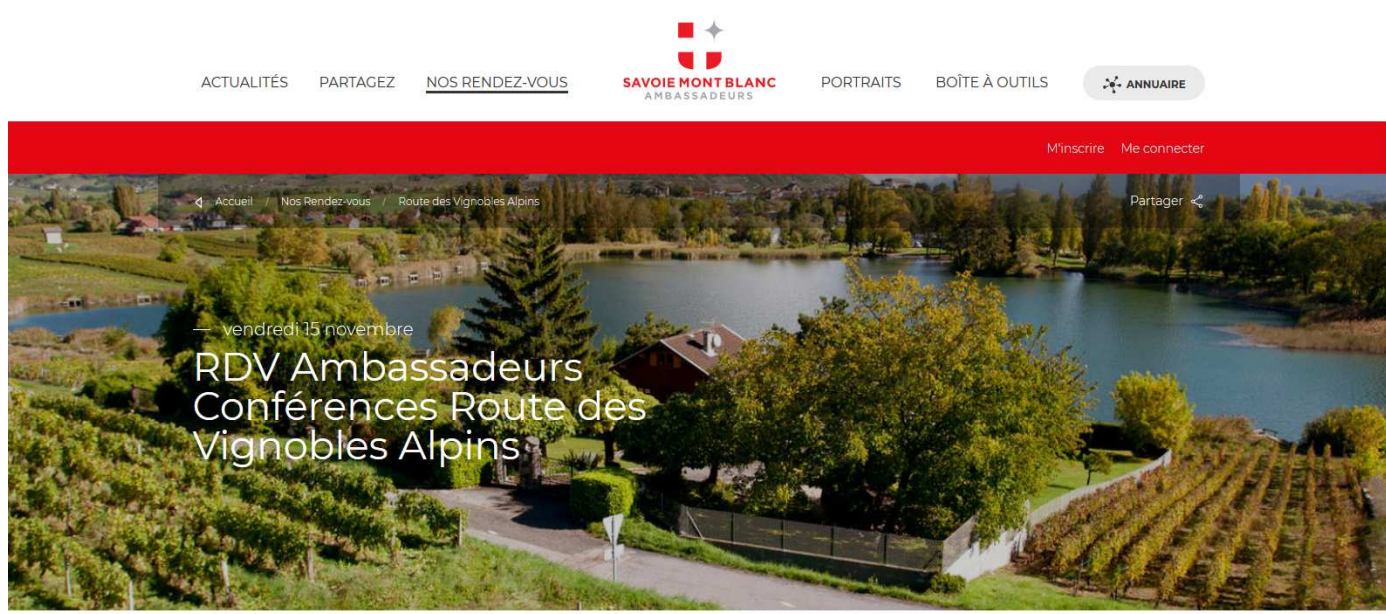 ACTUALITÉS PARTAGEZ NOS RENDEZ-VOUS SAVOIE MONT BLANC PORTRAITS BOÎTE À OUTILS ANNUAIRE
AMBASSADEURS
M'inscrire Me connecter
Accueil / Nos Rendez-vous / Route des Vignobles Alpins Partager
— vendredi 15 novembre
RDV Ambassadeurs
Conférences Route des
Vignobles Alpins